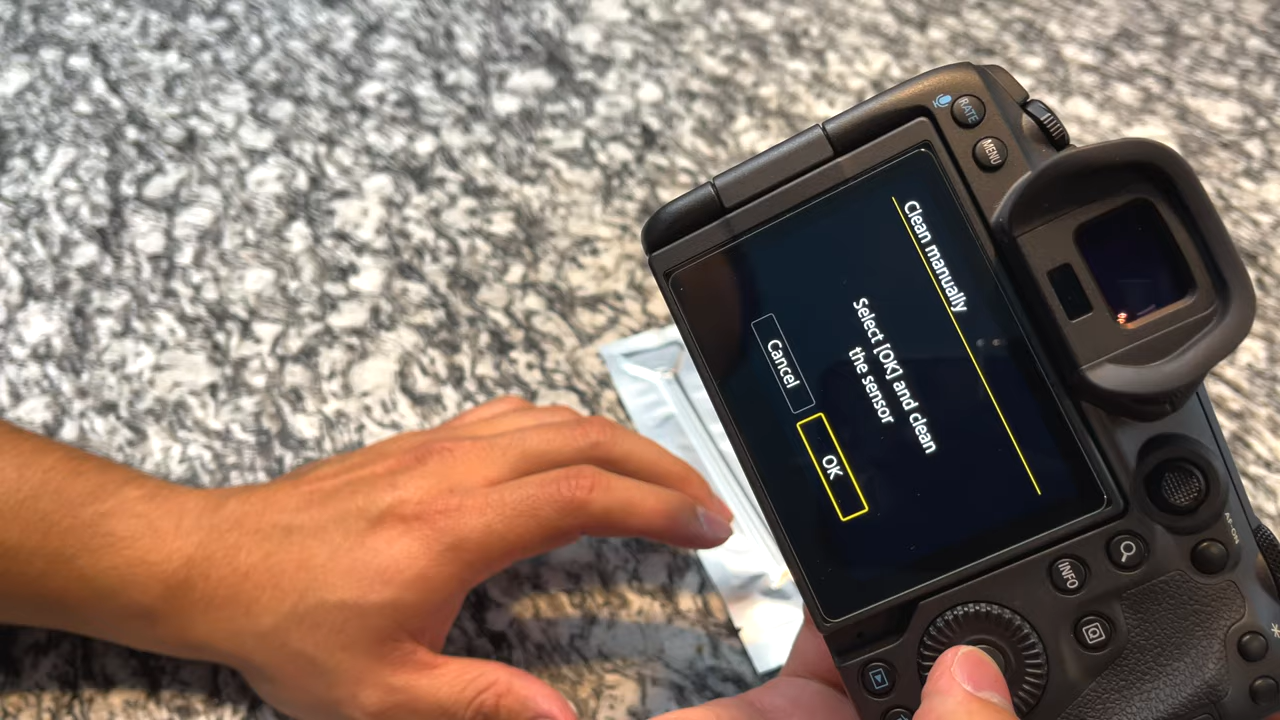 RATE
MENU
Clean manually
Select [OK] and clean
the sensor
Cancel
OK
INFO
AF-ON